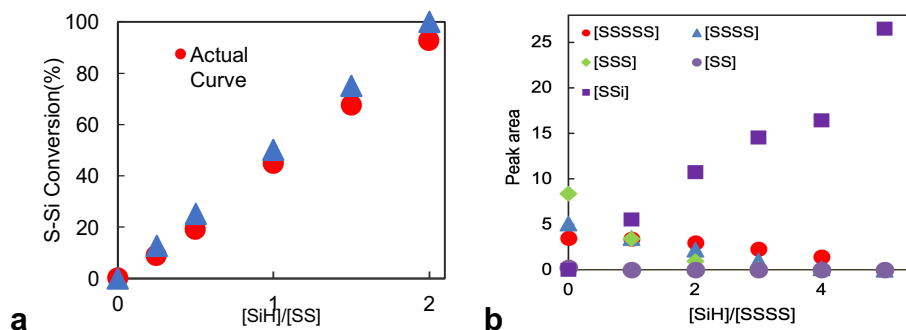 100
80
60
40
20
0
S-Si Conversion(%)
Actual
Curve
0
1
2
[SiH]/[SS]
a
25
20
15
10
5
0
Peak area
[SSSSS]
[SSSS]
[SSS]
[SS]
[SSi]
0
2
4
[SiH]/[SSSS]
b